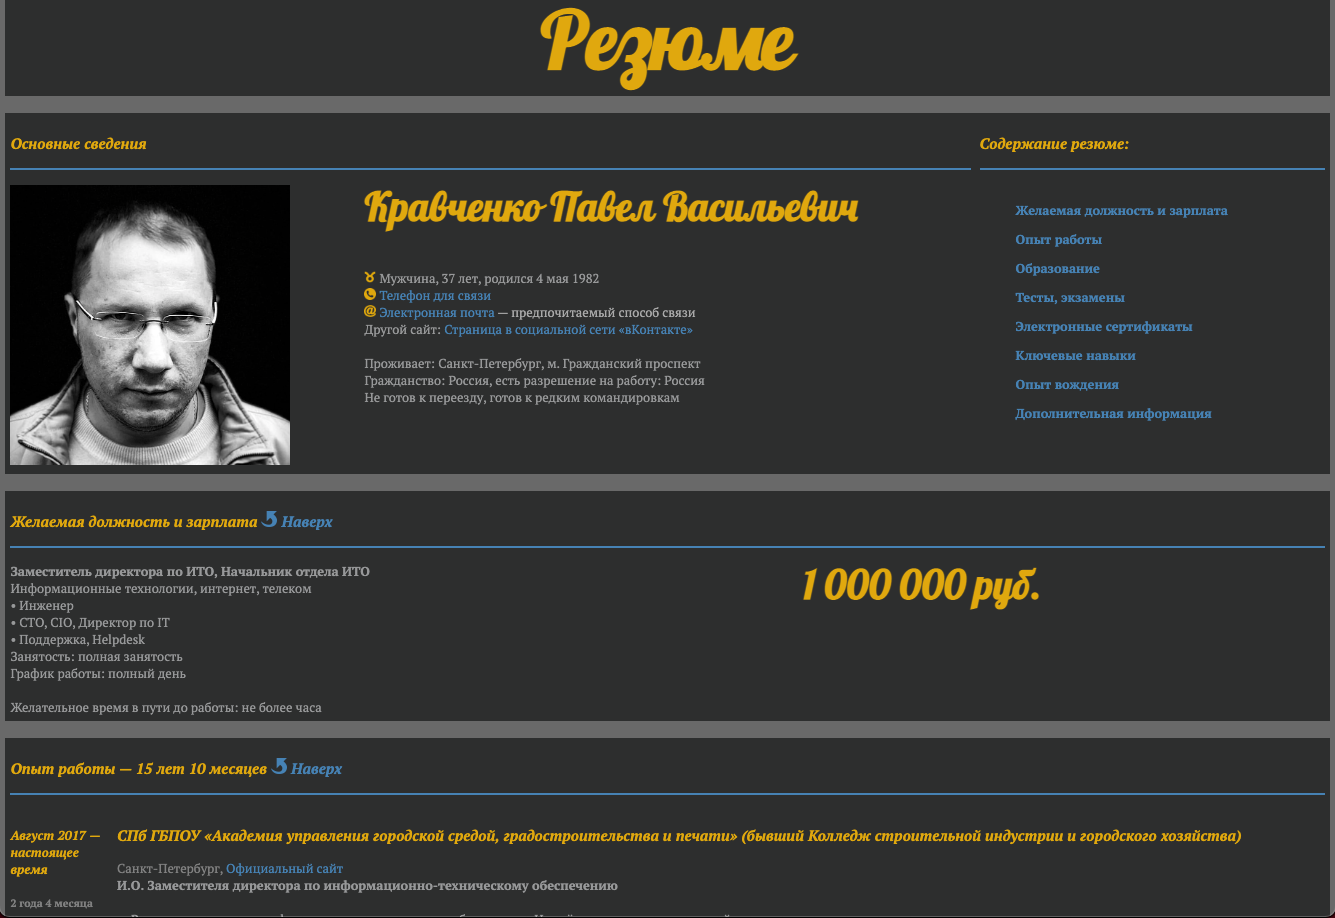 Резюме
Основные сведения
Содержание резюме:
Кравченко Павел Васильевич
Мужчина, 37 лет, родился 4 мая 1982
Телефон для связи
Электронная почта — предпочитаемый способ связи
Другой сайт: Страница в социальной сети «вКонтакте»
Проживает: Санкт-Петербург, м. Гражданский проспект
Гражданство: Россия, есть разрешение на работу: Россия
Не готов к переезду, готов к редким командировкам
Желаемая должность и зарплата
Опыт работы
Образование
Тесты, экзамены
Электронные сертификаты
Ключевые навыки
Опыт вождения
Дополнительная информация
Желаемая должность и зарплата Наверх
Заместитель директора по ИТО, Начальник отдела ИТО
Информационные технологии, интернет, телеком
• Инженер
• CTO, CIO, Директор по IT
• Поддержка, Helpdesk
Занятость: полная занятость
График работы: полный день
Желательное время в пути до работы: не более часа
1 000 000 руб.
Опыт работы — 15 лет 10 месяцев Наверх
Август 2017 —
настоящее
время
2 года 4 месяца
СПб ГБПОУ «Академия управления городской средой, градостроительства и печати» (бывший Колледж строительной индустрии и городского хозяйства)
Санкт-Петербург, Официальный сайт
И.О. Заместителя директора по информационно-техническому обеспечению